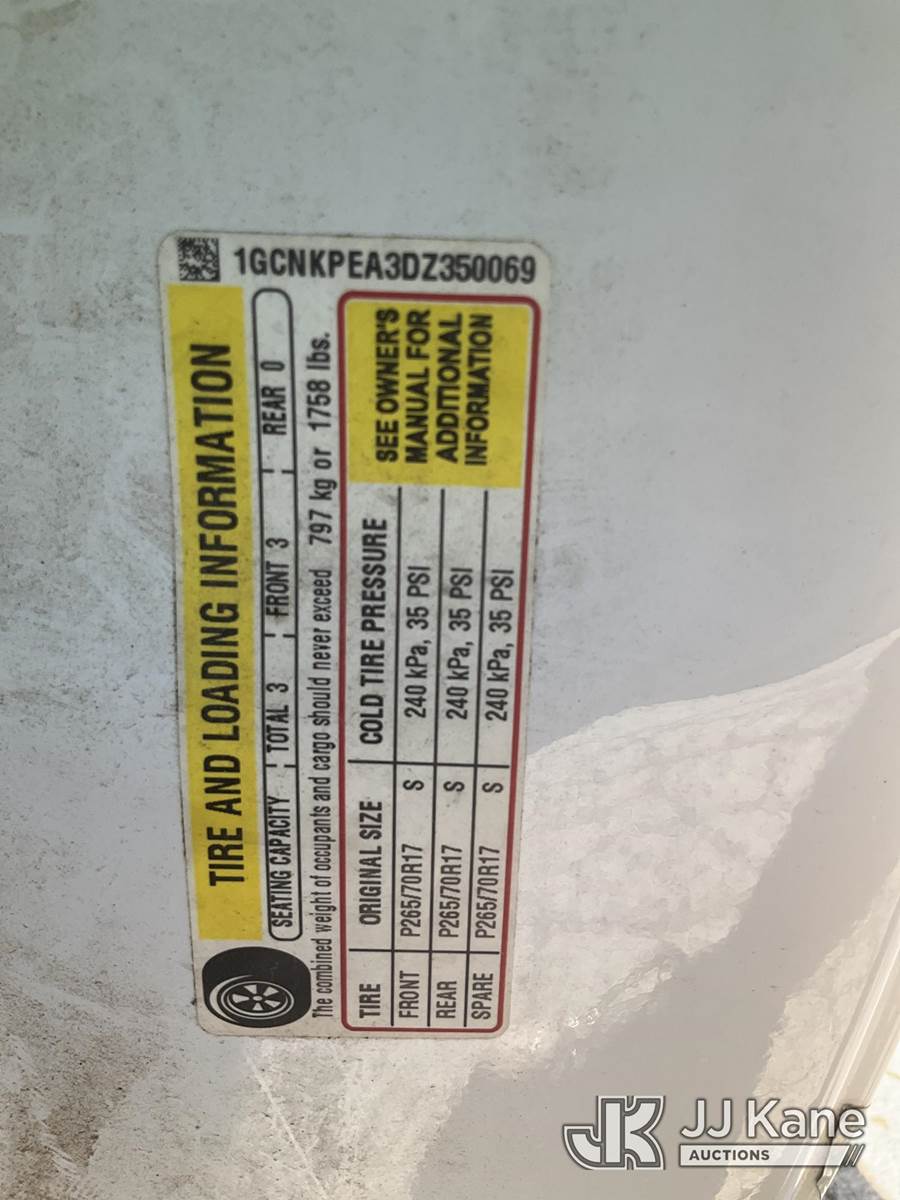 1GCNKPEA3DZ350069
TIRE AND LOADING INFORMATION
SEATING CAPACITY TOTAL 3 FRONT 3 REAR 0
The combined weight of occupants and cargo should never exceed 797 kg or 1758 lbs.
TIRE ORIGINAL SIZE COLD TIRE PRESSURE
FRONT P265/70R17 S 240 kPa, 35 PSI
REAR P265/70R17 S 240 kPa, 35 PSI
SPARE P265/70R17 S 240 kPa, 35 PSI
SEE OWNER'S
MANUAL FOR
ADDITIONAL
INFORMATION
JK JJ Kane
AUCTIONS